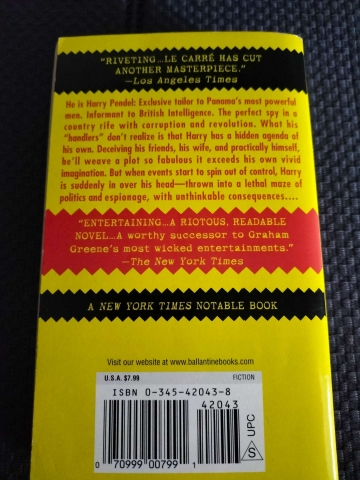 "RIVETING...LE CARRÉ HAS CUT
ANOTHER MASTERPIECE."
—Los Angeles Times
He is Harry Pendel: Exclusive tailor to Panama's most powerful
men. Informant to British Intelligence. The perfect spy in a
country rife with corruption and revolution. What his
"handlers" don't realize is that Harry has a hidden agenda of
his own. Deceiving his friends, his wife, and practically himself,
he'll weave a plot so fabulous it exceeds his own vivid
imagination. But when events start to spin out of control, Harry
is suddenly in over his head—thrown into a lethal maze of
politics and espionage, with unthinkable consequences....
"ENTERTAINING...A RIOTOUS, READABLE
NOVEL...A worthy successor to Graham
Greene's most wicked entertainments."
—The New York Times
A NEW YORK TIMES NOTABLE BOOK
Visit our website at www.ballantinebooks.com
U.S.A. $7.99 FICTION
ISBN 0-345-42043-8
42043
0 70999 00799 1
S UPC